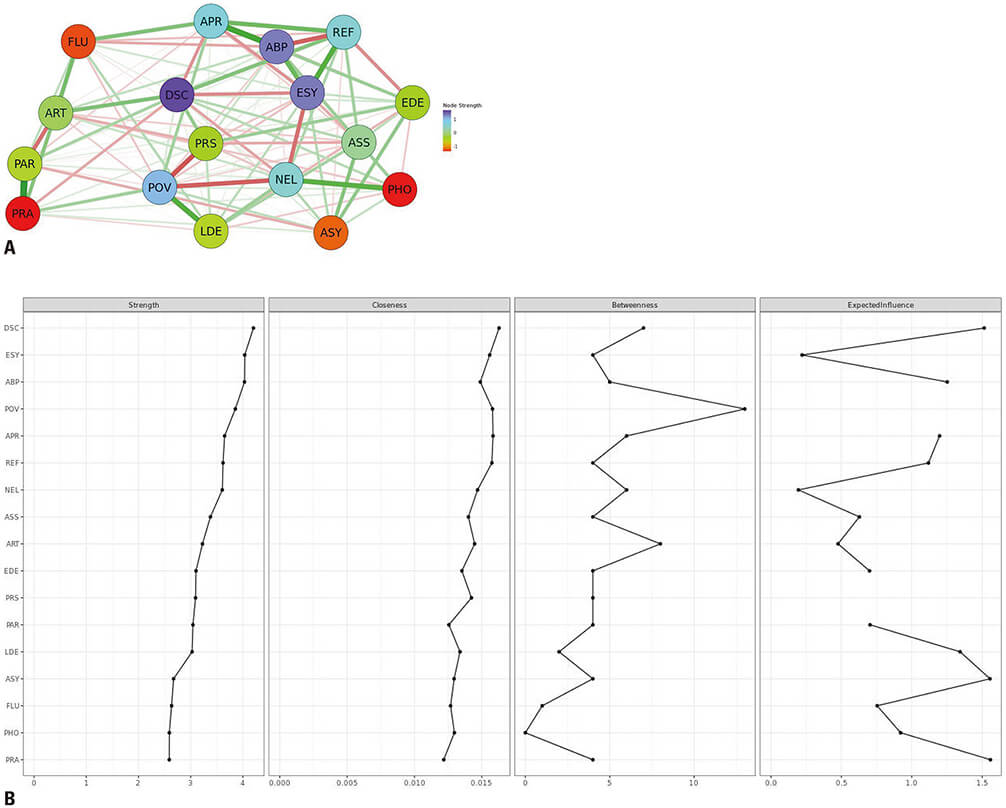 APR
REF
FLU
ABP
Node Strength
1
0
-1
DSC
ESY
EDE
ART
PRS
ASS
PAR
POV
NEL
PHO
PRA
LDE
ASY
A
Strength
Closeness
Betweenness
ExpectedInfluence
DSC
ESY
ABP
POV
APR
REF
NEL
ASS
ART
EDE
PRS
PAR
LDE
ASY
FLU
PHO
PRA
0 1 2 3 4 0.000 0.005 0.010 0.015 0 5 10 0.0 0.5 1.0 1.5
B